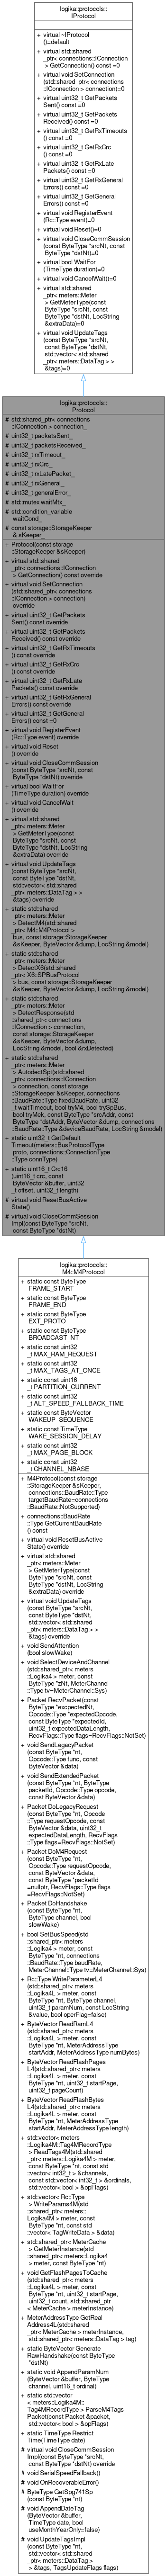 logika::protocols::
IProtocol
+ virtual ~IProtocol
()=default
+ virtual std::shared
_ptr< connections::IConnection
> GetConnection() const =0
+ virtual void SetConnection
(std::shared_ptr< connections
::IConnection > connection)=0
+ virtual uint32_t GetPackets
Sent() const =0
+ virtual uint32_t GetPackets
Received() const =0
+ virtual uint32_t GetRxTimeouts
() const =0
+ virtual uint32_t GetRxCrc
() const =0
+ virtual uint32_t GetRxLate
Packets() const =0
+ virtual uint32_t GetRxGeneral
Errors() const =0
+ virtual uint32_t GetGeneral
Errors() const =0
+ virtual void RegisterEvent
(Rc::Type event)=0
+ virtual void Reset()=0
+ virtual void CloseCommSession
(const ByteType *srcNt, const
ByteType *dstNt)=0
+ virtual bool WaitFor
(TimeType duration)=0
+ virtual void CancelWait()=0
+ virtual std::shared
_ptr< meters::Meter
> GetMeterType(const
ByteType *srcNt, const
ByteType *dstNt, LocString
&extraData)=0
+ virtual void UpdateTags
(const ByteType *srcNt,
const ByteType *dstNt,
std::vector< std::shared
_ptr< meters::DataTag > >
&tags)=0
logika::protocols::
Protocol
# std::shared_ptr< connections
::IConnection > connection_
# uint32_t packetsSent_
# uint32_t packetsReceived_
# uint32_t rxTimeout_
# uint32_t rxCrc_
# uint32_t rxLatePacket_
# uint32_t rxGeneral_
# uint32_t generalError_
# std::mutex waitMtx_
# std::condition_variable
waitCond_
# const storage::StorageKeeper
& sKeeper_
+ Protocol(const storage
::StorageKeeper &sKeeper)
+ virtual std::shared
_ptr< connections::IConnection
> GetConnection() const override
+ virtual void SetConnection
(std::shared_ptr< connections
::IConnection > connection)
override
+ virtual uint32_t GetPackets
Sent() const override
+ virtual uint32_t GetPackets
Received() const override
+ virtual uint32_t GetRxTimeouts
() const override
+ virtual uint32_t GetRxCrc
() const override
+ virtual uint32_t GetRxLate
Packets() const override
+ virtual uint32_t GetRxGeneral
Errors() const override
+ virtual uint32_t GetGeneral
Errors() const =0
+ virtual void RegisterEvent
(Rc::Type event) override
+ virtual void Reset
() override
+ virtual void CloseCommSession
(const ByteType *srcNt, const
ByteType *dstNt) override
+ virtual bool WaitFor
(TimeType duration) override
+ virtual void CancelWait
() override
+ virtual std::shared
_ptr< meters::Meter
> GetMeterType(const
ByteType *srcNt, const
ByteType *dstNt, LocString
&extraData) override
+ virtual void UpdateTags
(const ByteType *srcNt,
const ByteType *dstNt,
std::vector< std::shared
_ptr< meters::DataTag > >
&tags) override
+ static std::shared
_ptr< meters::Meter
> DetectM4(std::shared
_ptr< M4::M4Protocol >
bus, const storage::StorageKeeper
&sKeeper, ByteVector &dump, LocString &model)
+ static std::shared
_ptr< meters::Meter
> DetectX6(std::shared
_ptr< X6::SPBusProtocol
> bus, const storage::StorageKeeper
&sKeeper, ByteVector &dump, LocString &model)
+ static std::shared
_ptr< meters::Meter
> DetectResponse(std
::shared_ptr< connections
::IConnection > connection,
const storage::StorageKeeper
&sKeeper, ByteVector &dump,
LocString &model, bool &rxDetected)
+ static std::shared
_ptr< meters::Meter
> AutodectSpt(std::shared
_ptr< connections::IConnection
> connection, const storage
::StorageKeeper &sKeeper, connections
::BaudRate::Type fixedBaudRate, uint32
_t waitTimeout, bool tryM4, bool trySpBus,
bool tryMek, const ByteType *srcAddr, const
ByteType *dstAddr, ByteVector &dump, connections
::BaudRate::Type &deviceBaudRate, LocString &model)
+ static uint32_t GetDefault
Timeout(meters::BusProtocolType
proto, connections::ConnectionType
::Type connType)
+ static uint16_t Crc16
(uint16_t crc, const
ByteVector &buffer, uint32
_t offset, uint32_t length)
# virtual void ResetBusActive
State()
# virtual void CloseCommSession
Impl(const ByteType *srcNt,
const ByteType *dstNt)
logika::protocols::
M4::M4Protocol
+ static const ByteType
FRAME_START
+ static const ByteType
FRAME_END
+ static const ByteType
EXT_PROTO
+ static const ByteType
BROADCAST_NT
+ static const uint32
_t MAX_RAM_REQUEST
+ static const uint32
_t MAX_TAGS_AT_ONCE
+ static const uint16
_t PARTITION_CURRENT
+ static const uint32
_t ALT_SPEED_FALLBACK_TIME
+ static const ByteVector
WAKEUP_SEQUENCE
+ static const TimeType
WAKE_SESSION_DELAY
+ static const uint32
_t MAX_PAGE_BLOCK
+ static const uint32
_t CHANNEL_NBASE
+ M4Protocol(const storage
::StorageKeeper &sKeeper,
connections::BaudRate::Type
targetBaudRate=connections
::BaudRate::NotSupported)
+ connections::BaudRate
::Type GetCurrentBaudRate
() const
+ virtual void ResetBusActive
State() override
+ virtual std::shared
_ptr< meters::Meter
> GetMeterType(const
ByteType *srcNt, const
ByteType *dstNt, LocString
&extraData) override
+ virtual void UpdateTags
(const ByteType *srcNt,
const ByteType *dstNt,
std::vector< std::shared
_ptr< meters::DataTag > >
&tags) override
+ void SendAttention
(bool slowWake)
+ void SelectDeviceAndChannel
(std::shared_ptr< meters
::Logika4 > meter, const
ByteType *zNt, MeterChannel
::Type tv=MeterChannel::Sys)
+ Packet RecvPacket(const
ByteType *excpectedNt,
Opcode::Type *expectedOpcode,
const ByteType *expectedId,
uint32_t expectedDataLength,
RecvFlags::Type flags=RecvFlags::NotSet)
+ void SendLegacyPacket
(const ByteType *nt,
Opcode::Type func, const
ByteVector &data)
+ void SendExtendedPacket
(const ByteType *nt, ByteType
packetId, Opcode::Type opcode,
const ByteVector &data)
+ Packet DoLegacyRequest
(const ByteType *nt, Opcode
::Type requestOpcode, const
ByteVector &data, uint32_t
expectedDataLength, RecvFlags
::Type flags=RecvFlags::NotSet)
+ Packet DoM4Request
(const ByteType *nt,
Opcode::Type requestOpcode,
const ByteVector &data,
const ByteType *packetId
=nullptr, RecvFlags::Type flags
=RecvFlags::NotSet)
+ Packet DoHandshake
(const ByteType *nt,
ByteType channel, bool
slowWake)
+ bool SetBusSpeed(std
::shared_ptr< meters
::Logika4 > meter, const
ByteType *nt, connections
::BaudRate::Type baudRate,
MeterChannel::Type tv=MeterChannel::Sys)
+ Rc::Type WriteParameterL4
(std::shared_ptr< meters
::Logika4L > meter, const
ByteType *nt, ByteType channel,
uint32_t paramNum, const LocString
&value, bool operFlag=false)
+ ByteVector ReadRamL4
(std::shared_ptr< meters
::Logika4L > meter, const
ByteType *nt, MeterAddressType
startAddr, MeterAddressType numBytes)
+ ByteVector ReadFlashPages
L4(std::shared_ptr< meters
::Logika4L > meter, const
ByteType *nt, uint32_t startPage,
uint32_t pageCount)
+ ByteVector ReadFlashBytes
L4(std::shared_ptr< meters
::Logika4L > meter, const
ByteType *nt, MeterAddressType
startAddr, MeterAddressType length)
+ std::vector< meters
::Logika4M::Tag4MRecordType
> ReadTags4M(std::shared
_ptr< meters::Logika4M > meter,
const ByteType *nt, const std
::vector< int32_t > &channels,
const std::vector< int32_t > &ordinals,
std::vector< bool > &opFlags)
+ std::vector< Rc::Type
> WriteParams4M(std
::shared_ptr< meters::
Logika4M > meter, const
ByteType *nt, const std
::vector< TagWriteData > &data)
+ std::shared_ptr< MeterCache
> GetMeterInstance(std
::shared_ptr< meters::Logika4
> meter, const ByteType *nt)
+ void GetFlashPagesToCache
(std::shared_ptr< meters
::Logika4L > meter, const
ByteType *nt, uint32_t startPage,
uint32_t count, std::shared_ptr
< MeterCache > meterInstance)
+ MeterAddressType GetReal
Address4L(std::shared_ptr
< MeterCache > meterInstance,
std::shared_ptr< meters::DataTag > tag)
+ static ByteVector Generate
RawHandshake(const ByteType
*dstNt)
+ static void AppendParamNum
(ByteVector &buffer, ByteType
channel, uint16_t ordinal)
+ static std::vector
< meters::Logika4M::
Tag4MRecordType > ParseM4Tags
Packet(const Packet &packet,
std::vector< bool > &opFlags)
+ static TimeType Restrict
Time(TimeType date)
# virtual void CloseCommSession
Impl(const ByteType *srcNt,
const ByteType *dstNt) override
# void SerialSpeedFallback()
# void OnRecoverableError()
# ByteType GetSpg741Sp
(const ByteType *nt)
# void AppendDateTag
(ByteVector &buffer,
TimeType date, bool
useMonthYearOnly=false)
# void UpdateTagsImpl
(const ByteType *nt,
std::vector< std::shared
_ptr< meters::DataTag >
> &tags, TagsUpdateFlags flags)